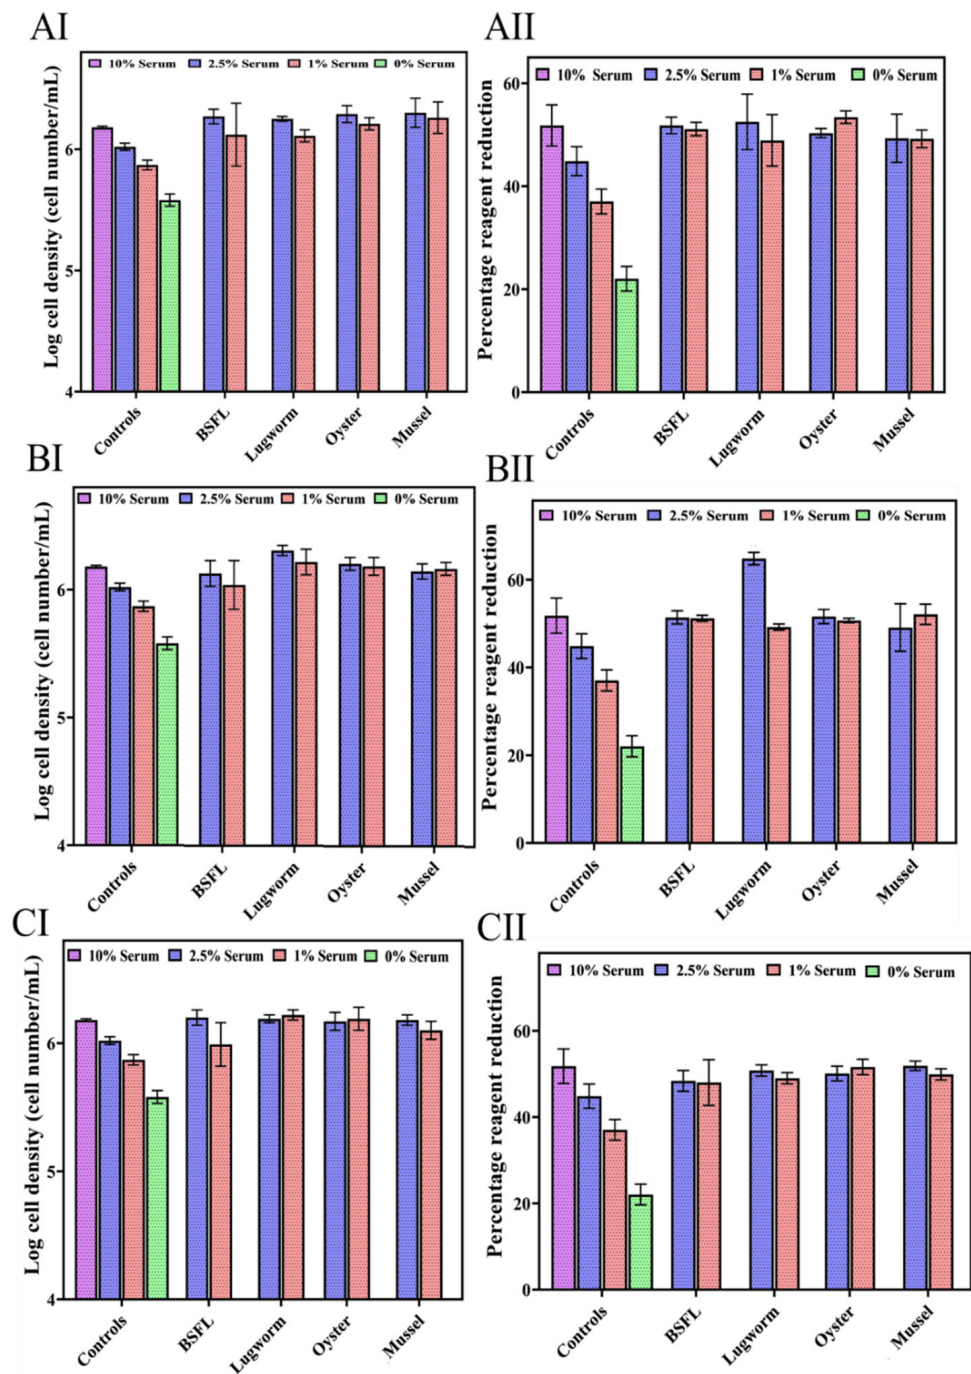 AI
10% Serum 2.5% Serum 1% Serum 0% Serum
Log cell density (cell number/mL)
6
5
4
Controls
BSFL
Lugworm
Oyster
Mussel
AII
10% Serum 2.5% Serum 1% Serum 0% Serum
Percentage reagent reduction
60
40
20
0
Controls
BSFL
Lugworm
Oyster
Mussel
BI
10% Serum 2.5% Serum 1% Serum 0% Serum
Log cell density (cell number/mL)
6
5
4
Controls
BSFL
Lugworm
Oyster
Mussel
BII
10% Serum 2.5% Serum 1% Serum 0% Serum
Percentage reagent reduction
60
40
20
0
Controls
BSFL
Lugworm
Oyster
Mussel
CI
10% Serum 2.5% Serum 1% Serum 0% Serum
Log cell density (cell number/mL)
6
5
4
Controls
BSFL
Lugworm
Oyster
Mussel
CII
10% Serum 2.5% Serum 1% Serum 0% Serum
Percentage reagent reduction
60
40
20
0
Controls
BSFL
Lugworm
Oyster
Mussel